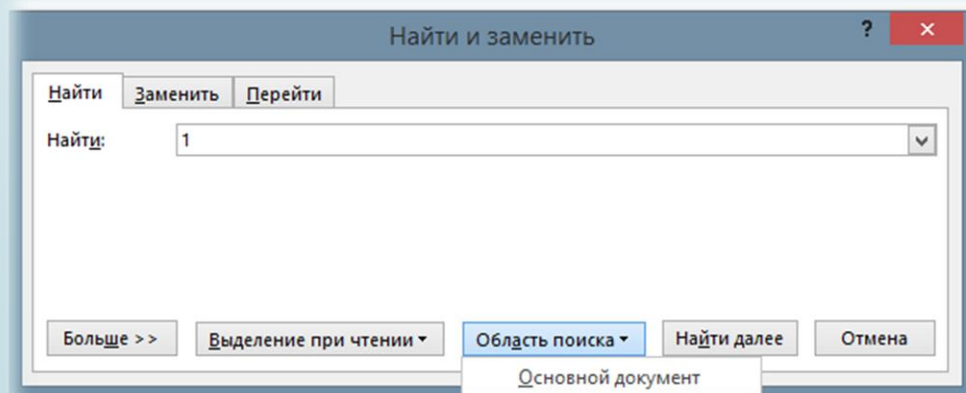 Найти и заменить ? ×
Найти Заменить Перейти
Найти: 1
Больше >> Выделение при чтении Область поиска Найти далее Отмена
Основной документ